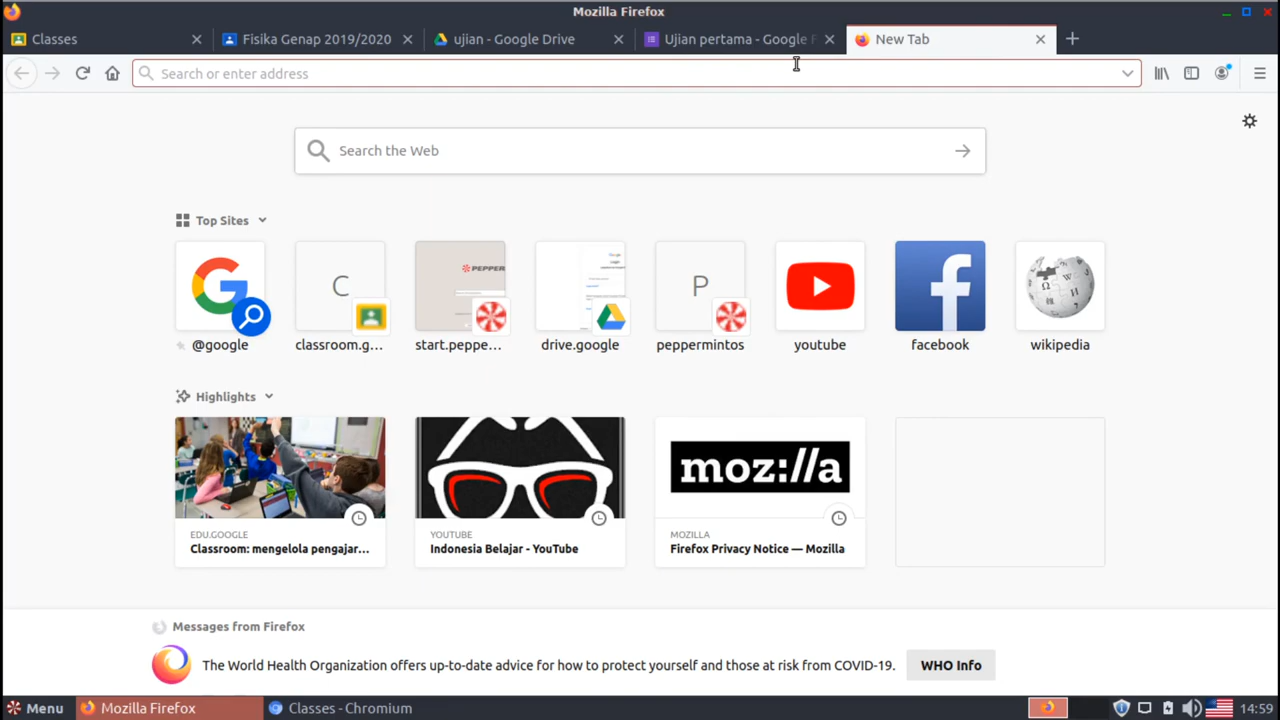 Mozilla Firefox
Classes
Fisika Genap 2019/2020
ujian - Google Drive
Ujian pertama - Google F
New Tab
Search or enter address
Search the Web
Top Sites
@google
C
classroom.g...
PEPPER
start.peppe...
drive.google
P
peppermintos
youtube
facebook
wikipedia
Highlights
EDU.GOOGLE
Classroom: mengelola pengajar...
YOUTUBE
Indonesia Belajar - YouTube
moz://a
MOZILLA
Firefox Privacy Notice — Mozilla
Messages from Firefox
The World Health Organization offers up-to-date advice for how to protect yourself and those at risk from COVID-19.
WHO Info
Menu
Mozilla Firefox
Classes - Chromium
14:59